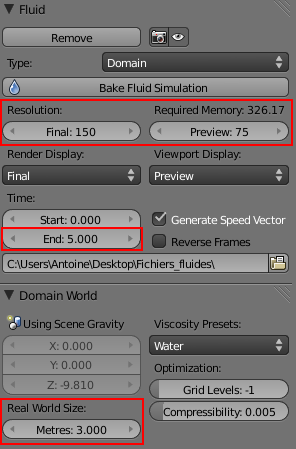 Fluid
Remove
Type: Domain
Bake Fluid Simulation
Resolution: Required Memory: 326.17
Final: 150 Preview: 75
Render Display: Viewport Display:
Final Preview
Time:
Start: 0.000 Generate Speed Vector
End: 5.000 Reverse Frames
C:\Users\Antoine\Desktop\Fichiers_fluides\
Domain World
Using Scene Gravity Viscosity Presets:
X: 0.000 Water
Y: 0.000 Optimization:
Z: -9.810 Grid Levels: -1
Real World Size: Compressibility: 0.005
Metres: 3.000